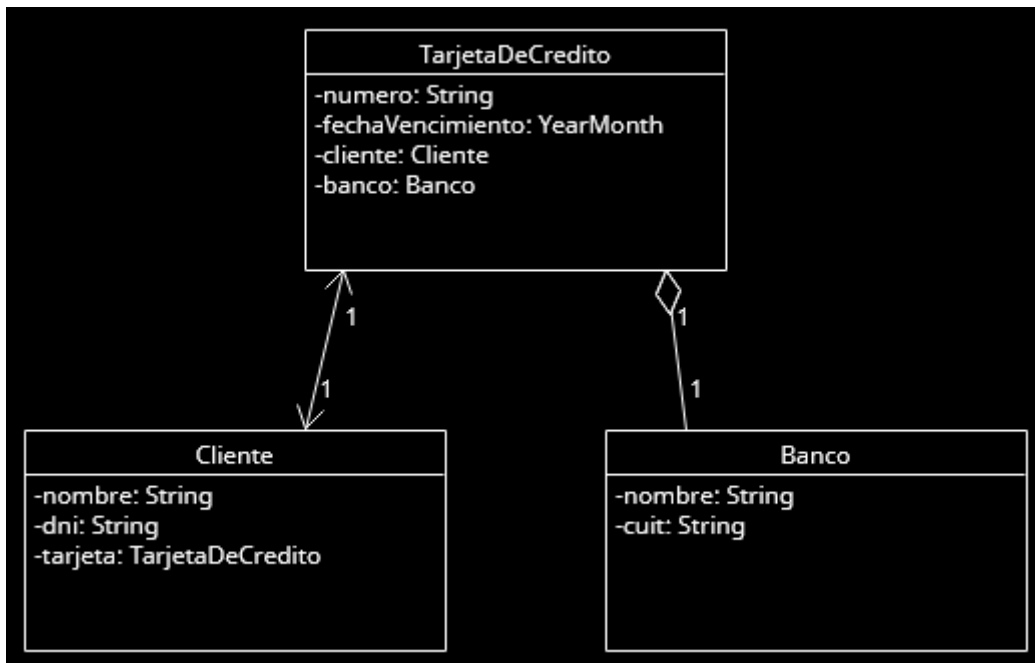 TarjetaDeCredito
-numero: String
-fechaVencimiento: YearMonth
-cliente: Cliente
-banco: Banco
1
1
1
1
Cliente
-nombre: String
-dni: String
-tarjeta: TarjetaDeCredito
Banco
-nombre: String
-cuit: String